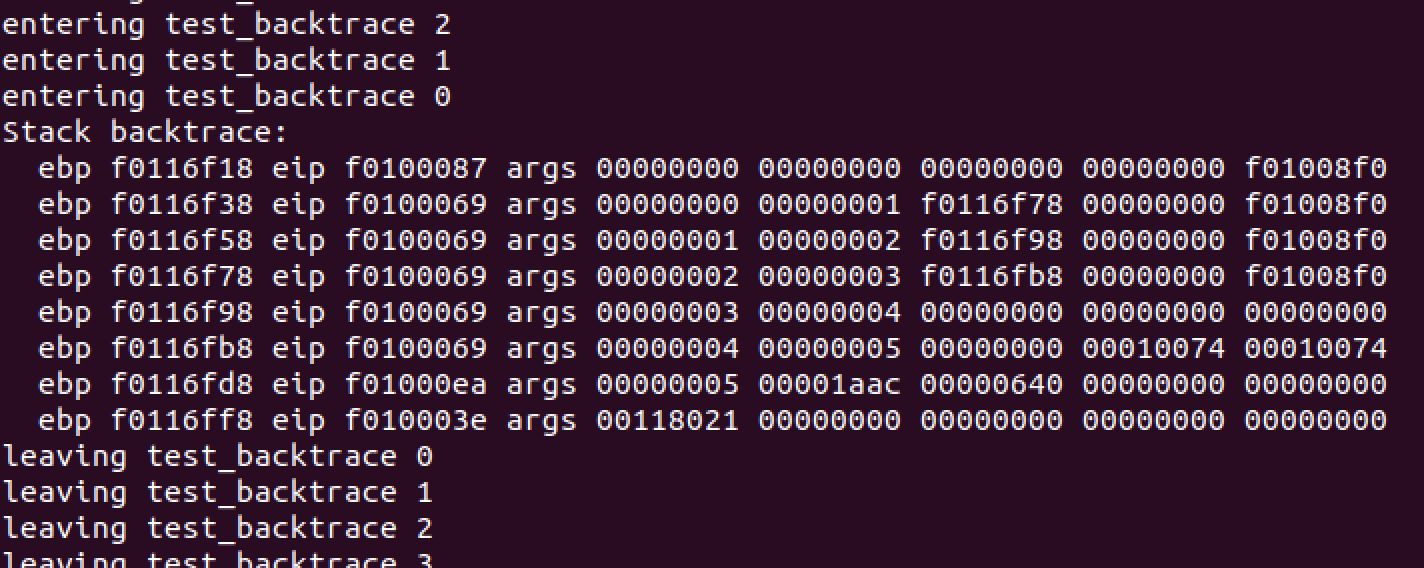 entering test_backtrace 2
entering test_backtrace 1
entering test_backtrace 0
Stack backtrace:
  ebp f0116f18 eip f0100087 args 00000000 00000000 00000000 00000000 f01008f0
  ebp f0116f38 eip f0100069 args 00000000 00000001 f0116f78 00000000 f01008f0
  ebp f0116f58 eip f0100069 args 00000001 00000002 f0116f98 00000000 f01008f0
  ebp f0116f78 eip f0100069 args 00000002 00000003 f0116fb8 00000000 f01008f0
  ebp f0116f98 eip f0100069 args 00000003 00000004 00000000 00000000 00000000
  ebp f0116fb8 eip f0100069 args 00000004 00000005 00000000 00010074 00010074
  ebp f0116fd8 eip f01000ea args 00000005 00001aac 00000640 00000000 00000000
  ebp f0116ff8 eip f010003e args 00118021 00000000 00000000 00000000 00000000
leaving test_backtrace 0
leaving test_backtrace 1
leaving test_backtrace 2
leaving test_backtrace 3